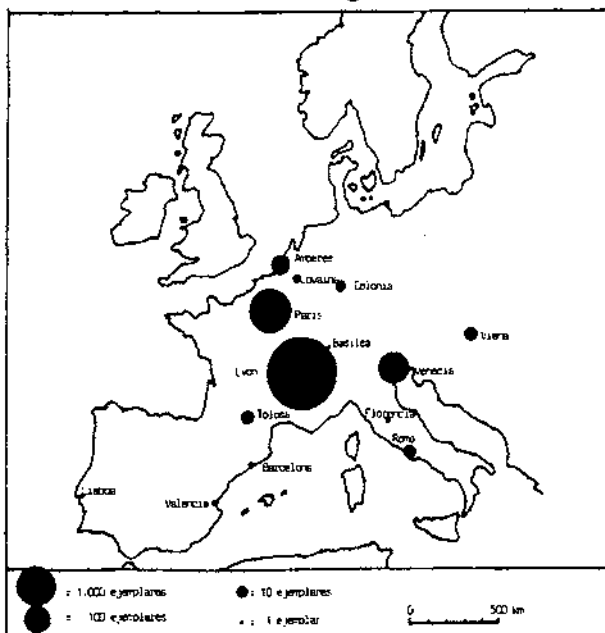 Amberes
Lovaina
Colonia
Paris
Viena
Basilea
Lyon
Venecia
Tolosa
Florencia
Roma
Barcelona
Lisboa
Valencia
= 1.000 ejemplares
= 100 ejemplares
= 10 ejemplares
= 1 ejemplar
0 500 km